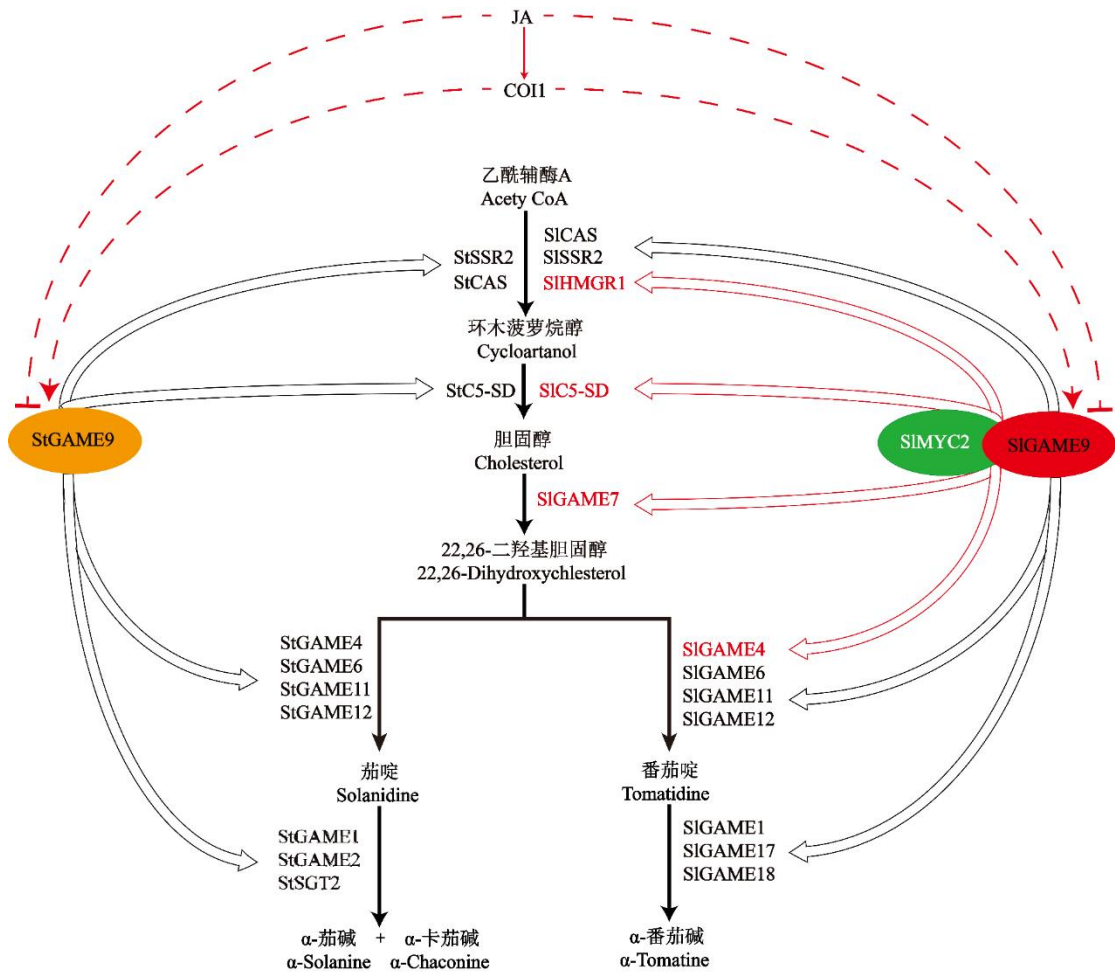 JA
COI1
乙酰辅酶A
Acety CoA
StSSR2
StCAS
SlCAS
SlSSR2
SlHMGR1
环木菠萝烷醇
Cycloartanol
StC5-SD
SlC5-SD
StGAME9
SlMYC2
SlGAME9
胆固醇
Cholesterol
SlGAME7
22,26-二羟基胆固醇
22,26-Dihydroxychlesterol
StGAME4
StGAME6
StGAME11
StGAME12
SlGAME4
SlGAME6
SlGAME11
SlGAME12
茄啶
Solanidine
番茄啶
Tomatidine
StGAME1
StGAME2
StSGT2
SlGAME1
SlGAME17
SlGAME18
α-茄碱 + α-卡茄碱
α-Solanine α-Chaconine
α-番茄碱
α-Tomatine